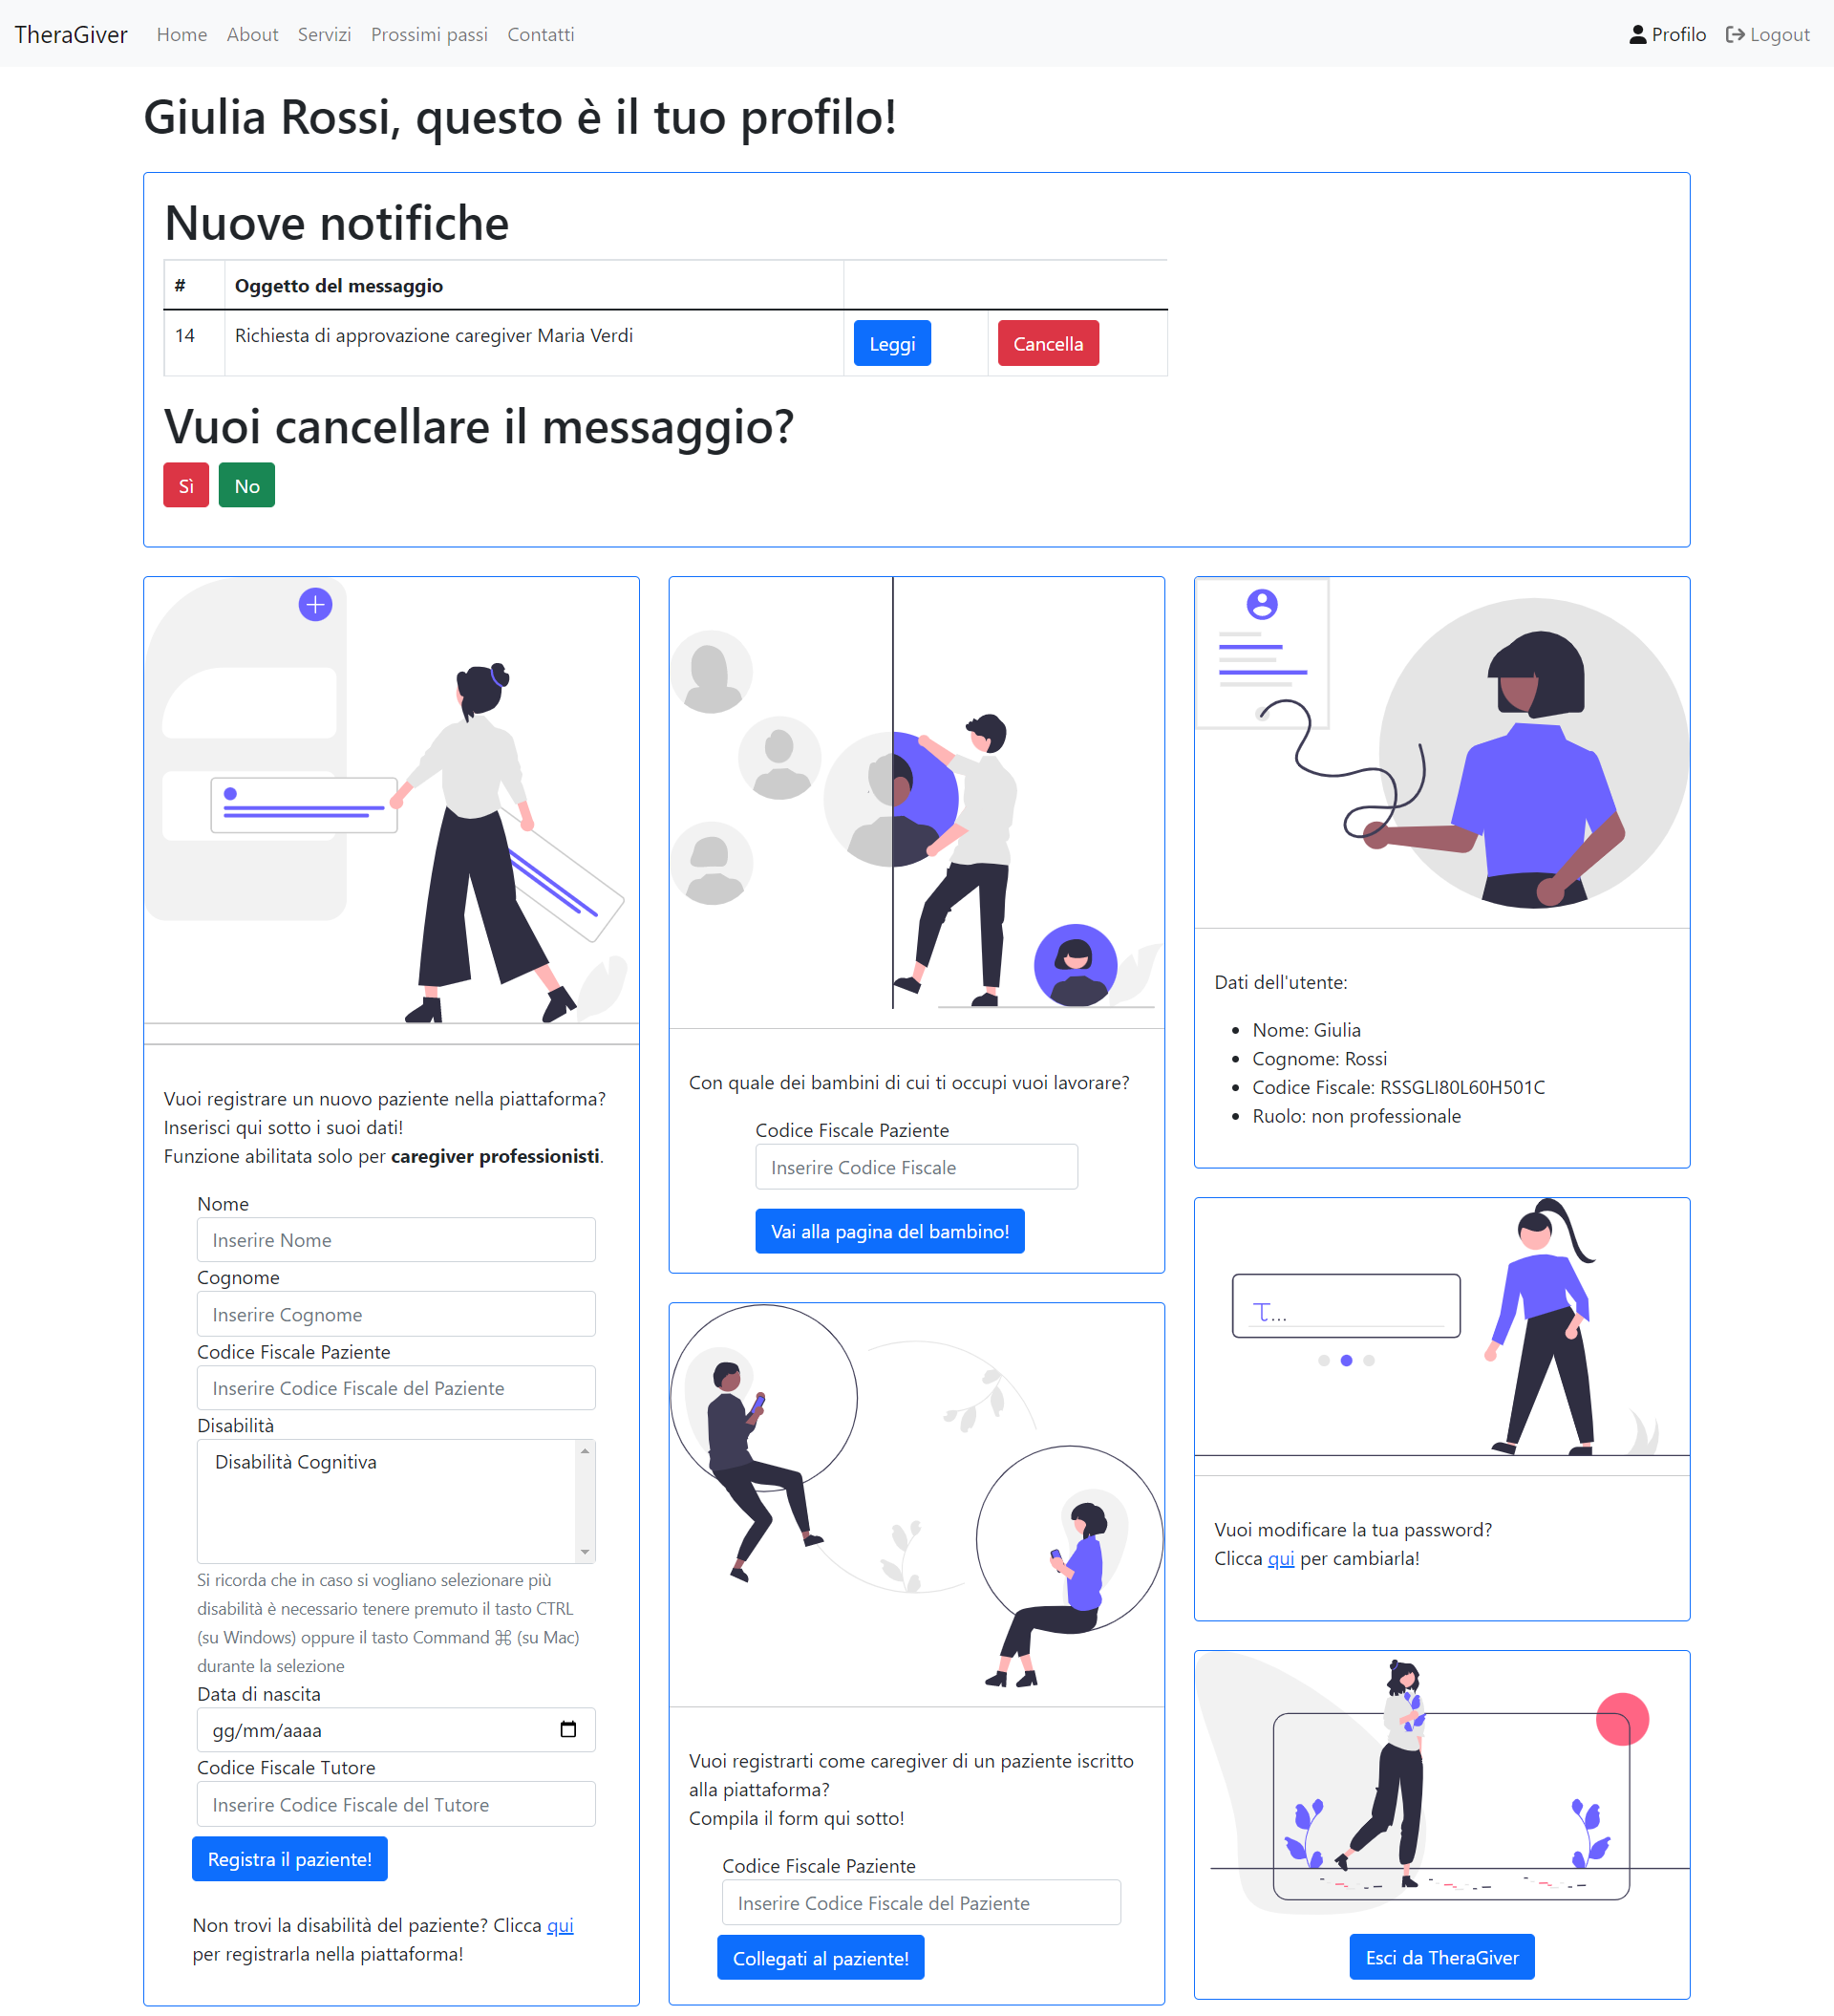 TheraGiver Home About Servizi Prossimi passi Contatti Profilo Logout
Giulia Rossi, questo è il tuo profilo!
Nuove notifiche
# Oggetto del messaggio
14 Richiesta di approvazione caregiver Maria Verdi Leggi Cancella
Vuoi cancellare il messaggio?
Sì No
Vuoi registrare un nuovo paziente nella piattaforma?
Inserisci qui sotto i suoi dati!
Funzione abilitata solo per caregiver professionisti.
Nome
Inserire Nome
Cognome
Inserire Cognome
Codice Fiscale Paziente
Inserire Codice Fiscale del Paziente
Disabilità
Disabilità Cognitiva
Si ricorda che in caso si vogliano selezionare più
disabilità è necessario tenere premuto il tasto CTRL
(su Windows) oppure il tasto Command ⌘ (su Mac)
durante la selezione
Data di nascita
gg/mm/aaaa
Codice Fiscale Tutore
Inserire Codice Fiscale del Tutore
Registra il paziente!
Non trovi la disabilità del paziente? Clicca qui
per registrarla nella piattaforma!
Con quale dei bambini di cui ti occupi vuoi lavorare?
Codice Fiscale Paziente
Inserire Codice Fiscale
Vai alla pagina del bambino!
Vuoi registrarti come caregiver di un paziente iscritto
alla piattaforma?
Compila il form qui sotto!
Codice Fiscale Paziente
Inserire Codice Fiscale del Paziente
Collegati al paziente!
Dati dell'utente:
• Nome: Giulia
• Cognome: Rossi
• Codice Fiscale: RSSGLI80L60H501C
• Ruolo: non professionale
T...
Vuoi modificare la tua password?
Clicca qui per cambiarla!
Esci da TheraGiver